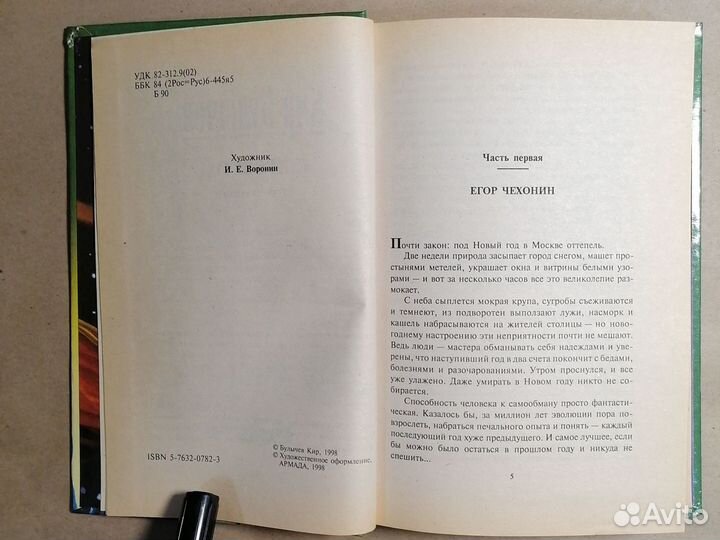 УДК 82-312.9(02)
ББК 84 (2Рос=Рус)6-445я5
Б 90
Художник
И. Е. Воронин
ISBN 5-7632-0782-3
© Булычев Кир, 1998
© Художественное оформление,
АРМАДА, 1998
Часть первая
ЕГОР ЧЕХОНИН
Почти закон: под Новый год в Москве оттепель.
Две недели природа засыпает город снегом, машет про-
стынями метелей, украшает окна и витрины белыми узо-
рами — и вот за несколько часов все это великолепие раз-
мокает.
С неба сыплется мокрая крупа, сугробы съеживаются
и темнеют, из подворотен выползают лужи, насморк и
кашель набрасываются на жителей столицы — но ново-
годнему настроению эти неприятности почти не мешают.
Ведь люди — мастера обманывать себя надеждами и уве-
рены, что наступивший год в два счета покончит с бедами,
болезнями и разочарованиями. Утром проснулся, и все
уже улажено. Даже умирать в Новом году никто не со-
бирается.
Способность человека к самообману просто фантасти-
ческая. Казалось бы, за миллион лет эволюции пора по-
взрослеть, набраться печального опыта и понять — каждый
последующий год хуже предыдущего. И самое лучшее, если
бы можно было остаться в прошлом году и никуда не
спешить...
5
Avito